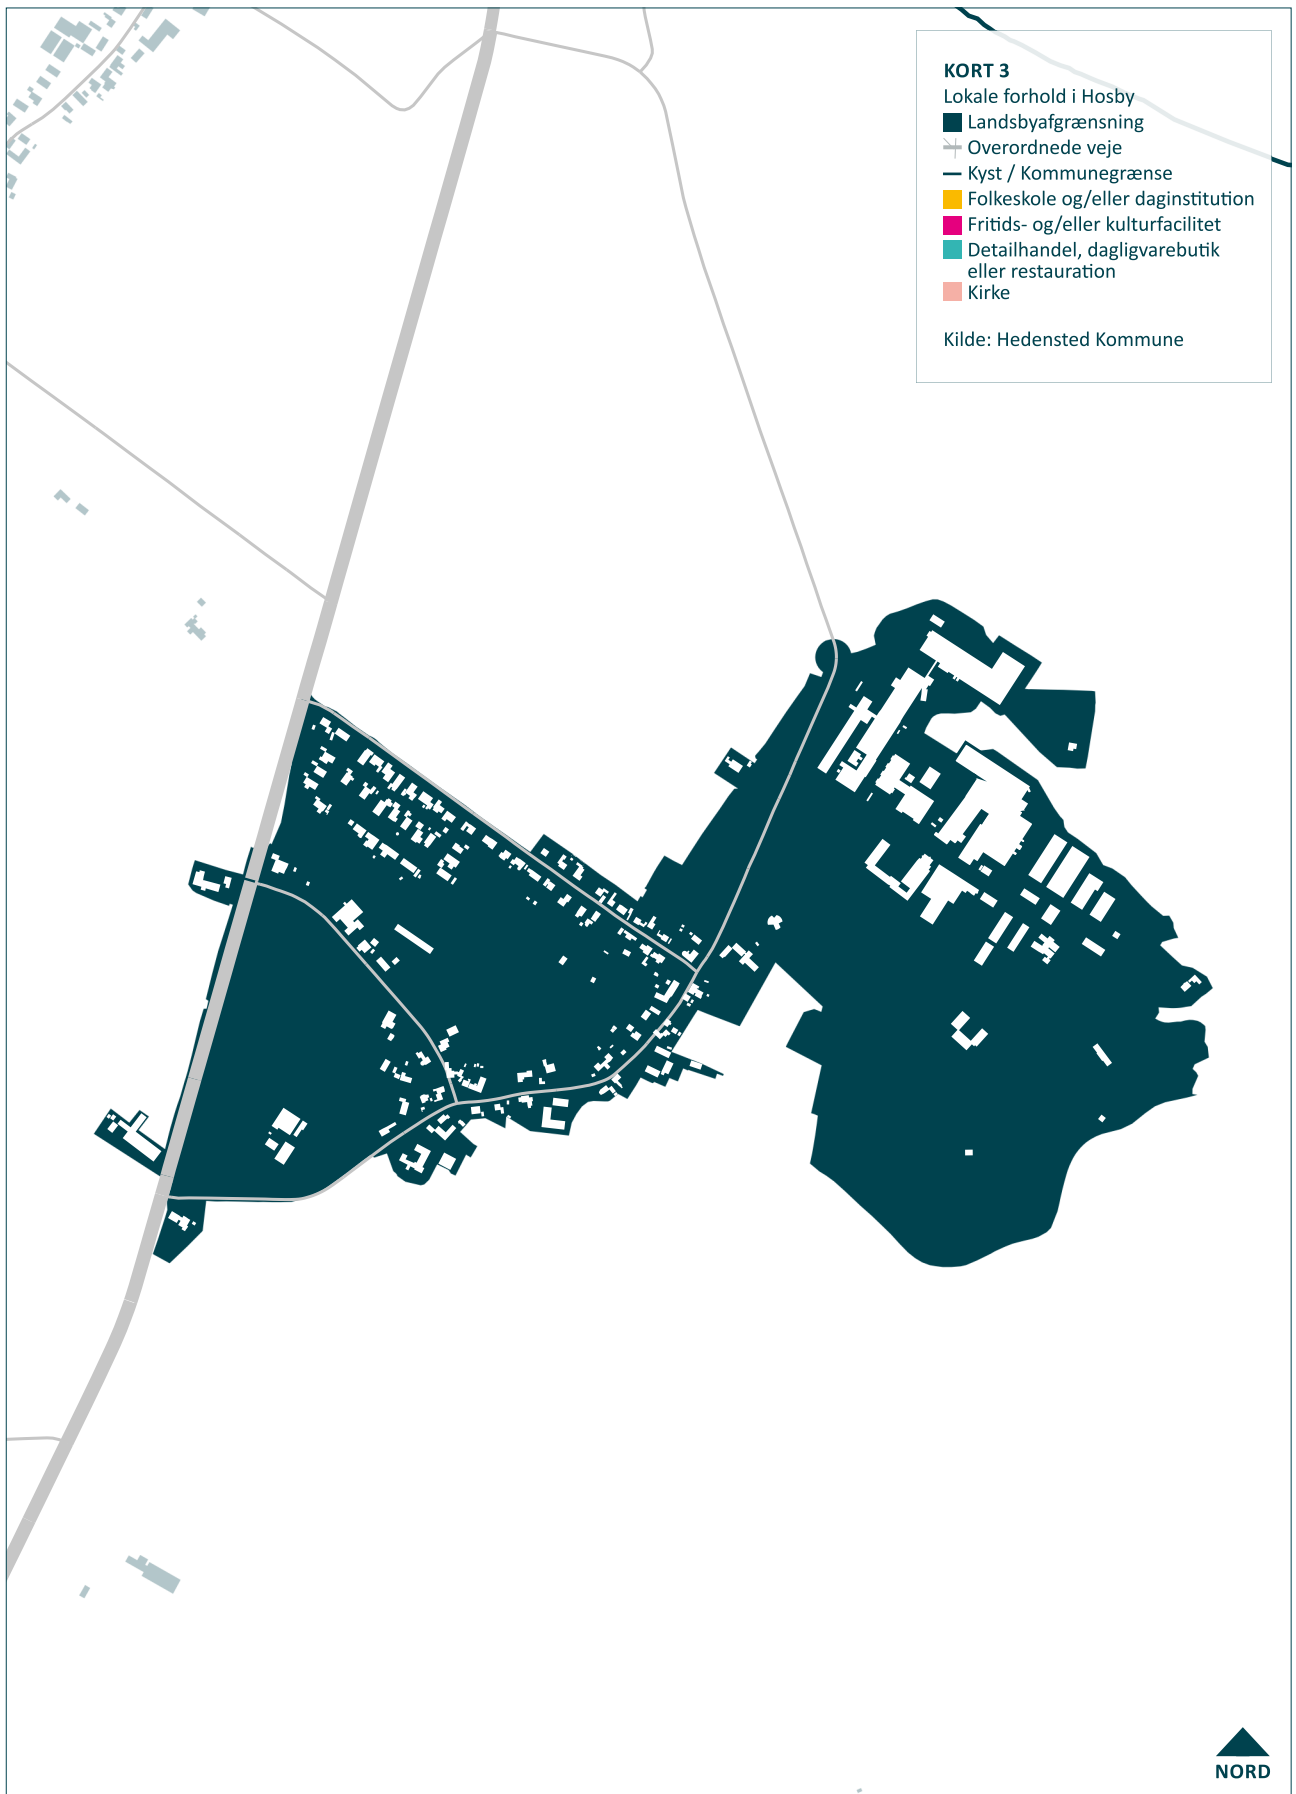 KORT 3
Lokale forhold i Hosby
Landsbyafgrænsning
Overordnede veje
Kyst / Kommunegrænse
Folkeskole og/eller daginstitution
Fritids- og/eller kulturfacilitet
Detailhandel, dagligvarebutik
eller restauration
Kirke
Kilde: Hedensted Kommune
NORD